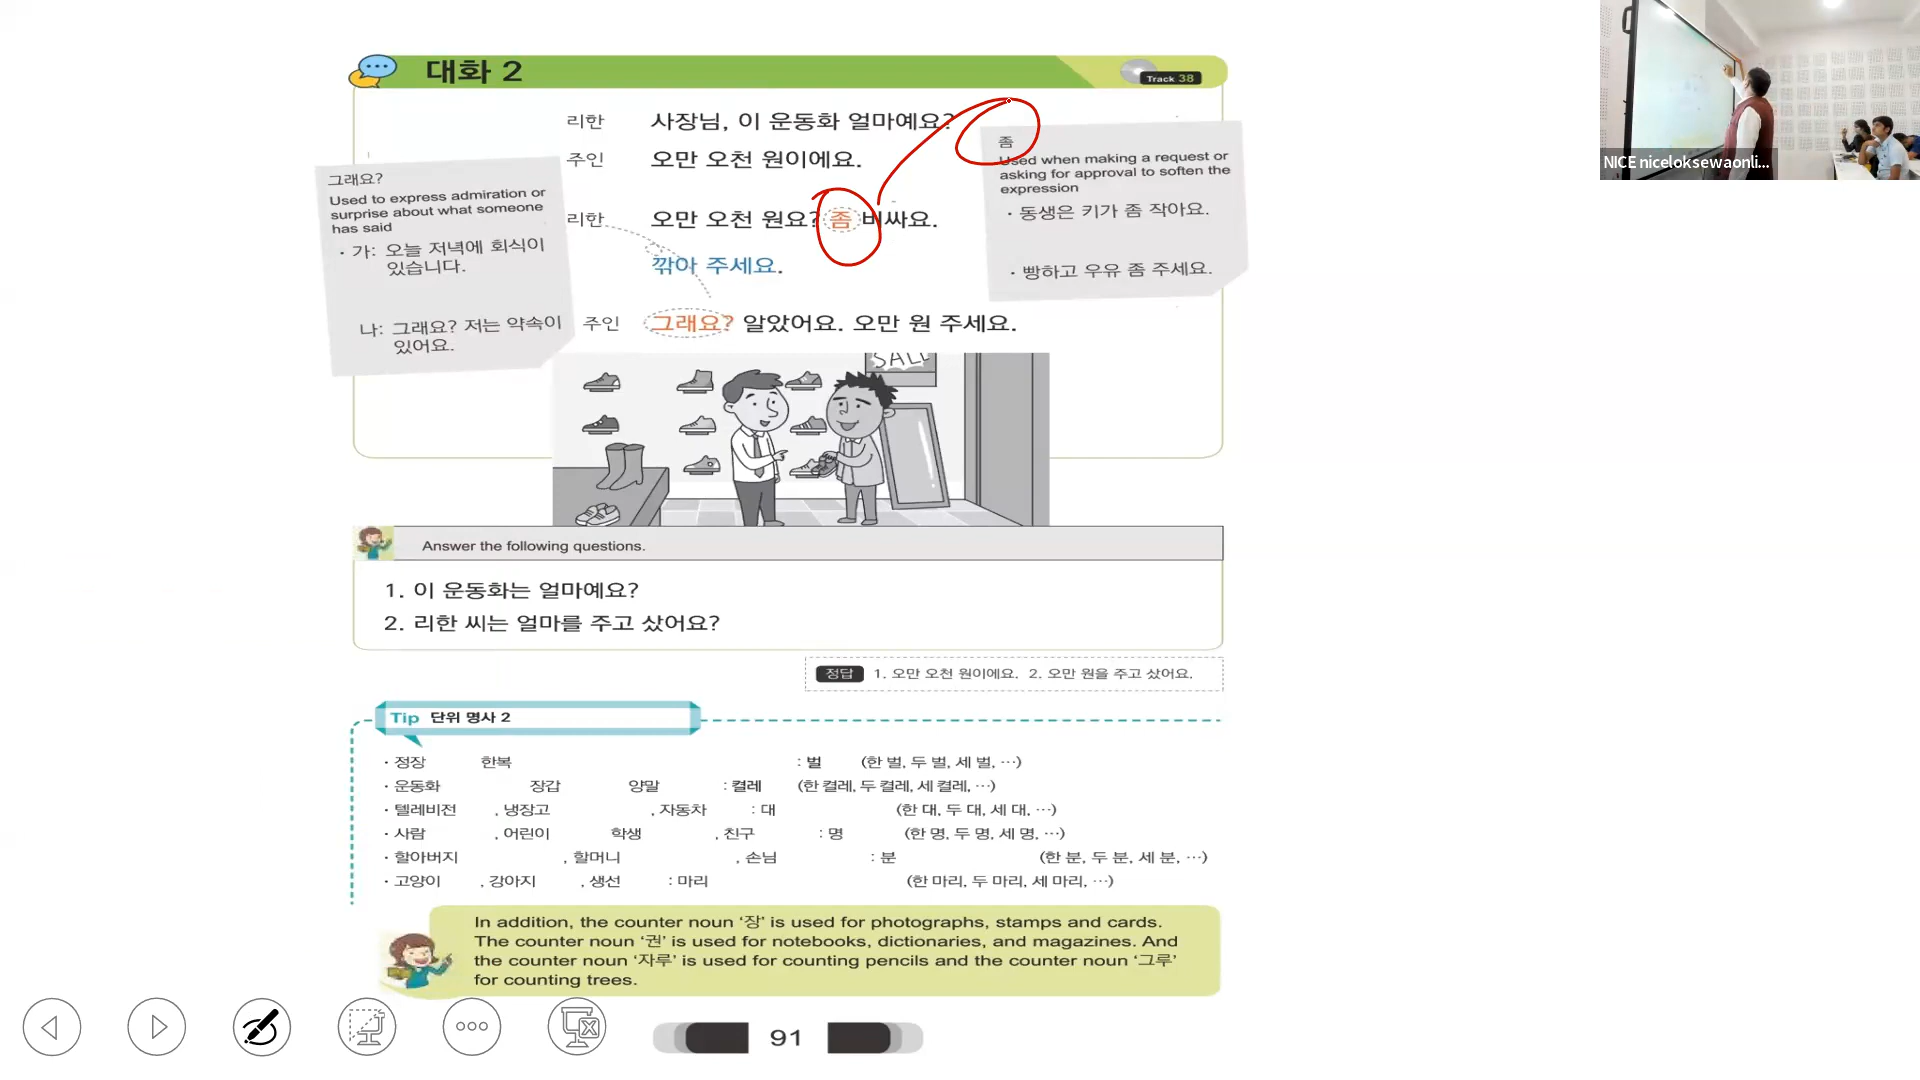 대화 2
Track 38
리한 사장님, 이 운동화 얼마예요?
주인 오만 오천 원이에요.
리한 오만 오천 원요? 좀 비싸요.
깎아 주세요.
주인 그래요? 알았어요. 오만 원 주세요.
그래요?
Used to express admiration or
surprise about what someone
has said
· 가: 오늘 저녁에 회식이
있습니다.
나: 그래요? 저는 약속이
있어요.
좀
Used when making a request or
asking for approval to soften the
expression
· 동생은 키가 좀 작아요.
· 빵하고 우유 좀 주세요.
SALE
Answer the following questions.
1. 이 운동화는 얼마예요?
2. 리한 씨는 얼마를 주고 샀어요?
정답 1. 오만 오천 원이에요. 2. 오만 원을 주고 샀어요.
Tip 단위 명사 2
· 정장 한복 : 벌 (한 벌, 두 벌, 세 벌, ···)
· 운동화 장갑 양말 : 켤레 (한 켤레, 두 켤레, 세 켤레, ···)
· 텔레비전 , 냉장고 , 자동차 : 대 (한 대, 두 대, 세 대, ···)
· 사람 , 어린이 학생 , 친구 : 명 (한 명, 두 명, 세 명, ···)
· 할아버지 , 할머니 , 손님 : 분 (한 분, 두 분, 세 분, ···)
· 고양이 , 강아지 , 생선 : 마리 (한 마리, 두 마리, 세 마리, ···)
In addition, the counter noun ‘장’ is used for photographs, stamps and cards.
The counter noun ‘권’ is used for notebooks, dictionaries, and magazines. And
the counter noun ‘자루’ is used for counting pencils and the counter noun ‘그루’
for counting trees.
91
NICE niceloksewaonli...